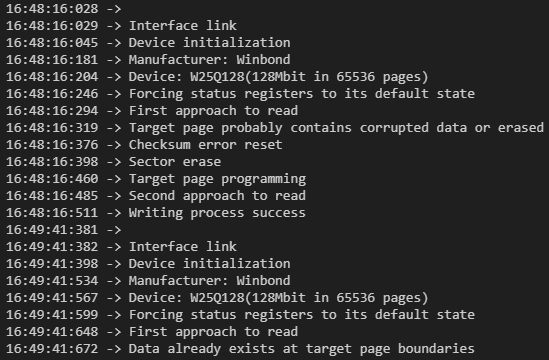 16:48:16:028 ->
16:48:16:029 -> Interface link
16:48:16:045 -> Device initialization
16:48:16:181 -> Manufacturer: Winbond
16:48:16:204 -> Device: W25Q128(128Mbit in 65536 pages)
16:48:16:246 -> Forcing status registers to its default state
16:48:16:294 -> First approach to read
16:48:16:319 -> Target page probably contains corrupted data or erased
16:48:16:376 -> Checksum error reset
16:48:16:398 -> Sector erase
16:48:16:460 -> Target page programming
16:48:16:485 -> Second approach to read
16:48:16:511 -> Writing process success
16:49:41:381 ->
16:49:41:382 -> Interface link
16:49:41:398 -> Device initialization
16:49:41:534 -> Manufacturer: Winbond
16:49:41:567 -> Device: W25Q128(128Mbit in 65536 pages)
16:49:41:599 -> Forcing status registers to its default state
16:49:41:648 -> First approach to read
16:49:41:672 -> Data already exists at target page boundaries